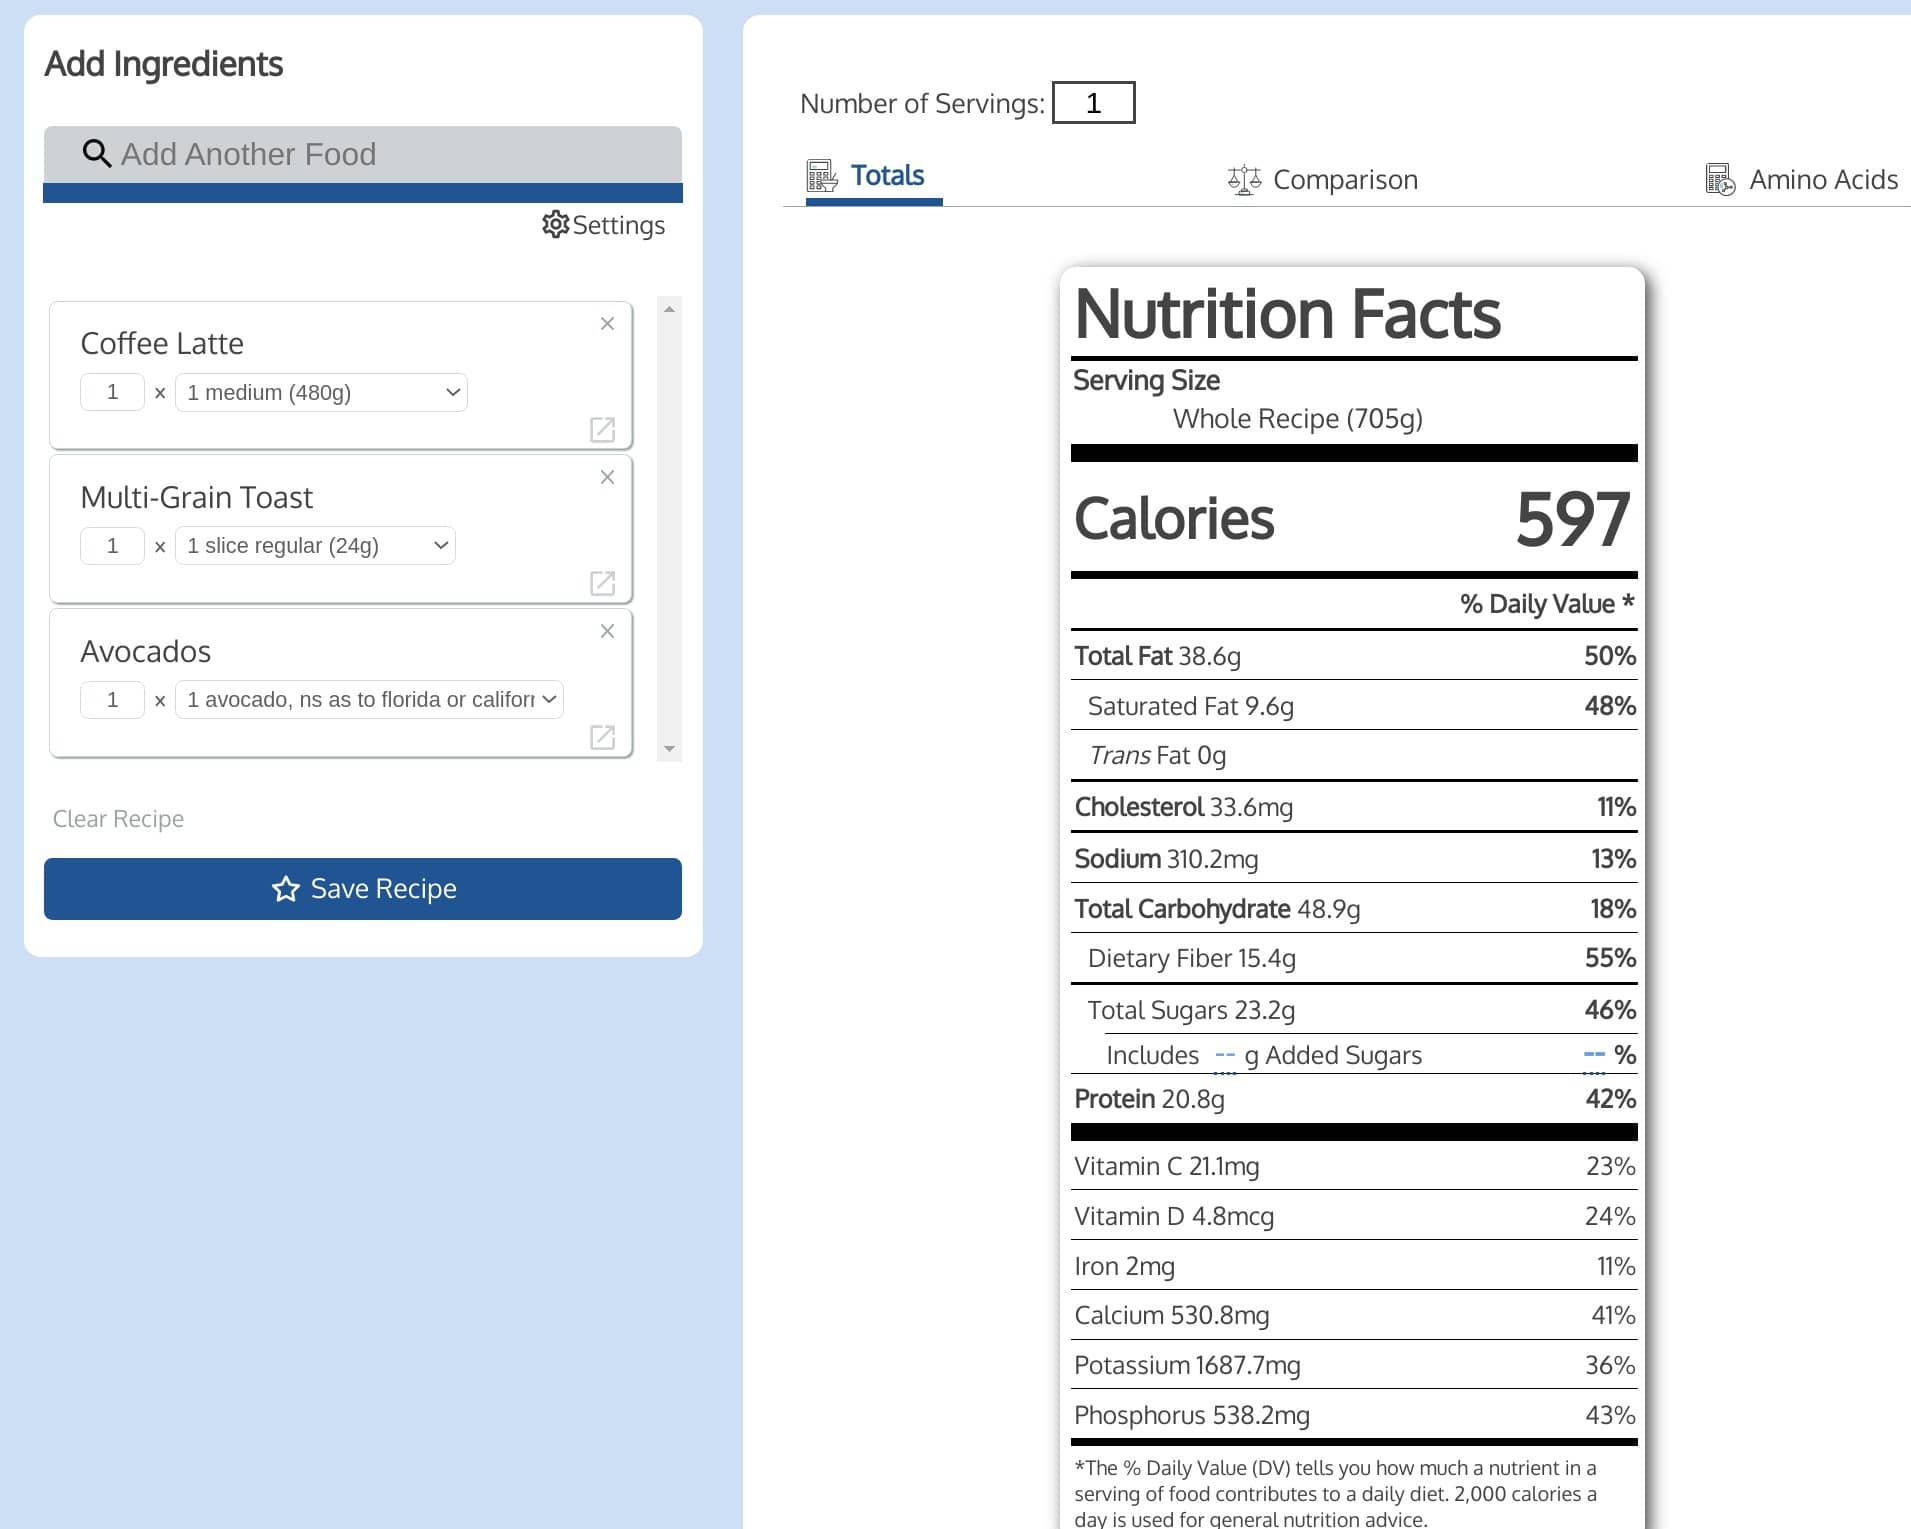 Add Ingredients
Add Another Food
Settings
Coffee Latte
1 x 1 medium (480g)
Multi-Grain Toast
1 x 1 slice regular (24g)
Avocados
1 x 1 avocado, ns as to florida or califorr
Clear Recipe
Save Recipe
Number of Servings: 1
Totals
Comparison
Amino Acids
Nutrition Facts
Serving Size
Whole Recipe (705g)
Calories 597
% Daily Value *
Total Fat 38.6g 50%
Saturated Fat 9.6g 48%
Trans Fat 0g
Cholesterol 33.6mg 11%
Sodium 310.2mg 13%
Total Carbohydrate 48.9g 18%
Dietary Fiber 15.4g 55%
Total Sugars 23.2g 46%
Includes -- g Added Sugars -- %
Protein 20.8g 42%
Vitamin C 21.1mg 23%
Vitamin D 4.8mcg 24%
Iron 2mg 11%
Calcium 530.8mg 41%
Potassium 1687.7mg 36%
Phosphorus 538.2mg 43%
*The % Daily Value (DV) tells you how much a nutrient in a
serving of food contributes to a daily diet. 2,000 calories a
day is used for general nutrition advice.